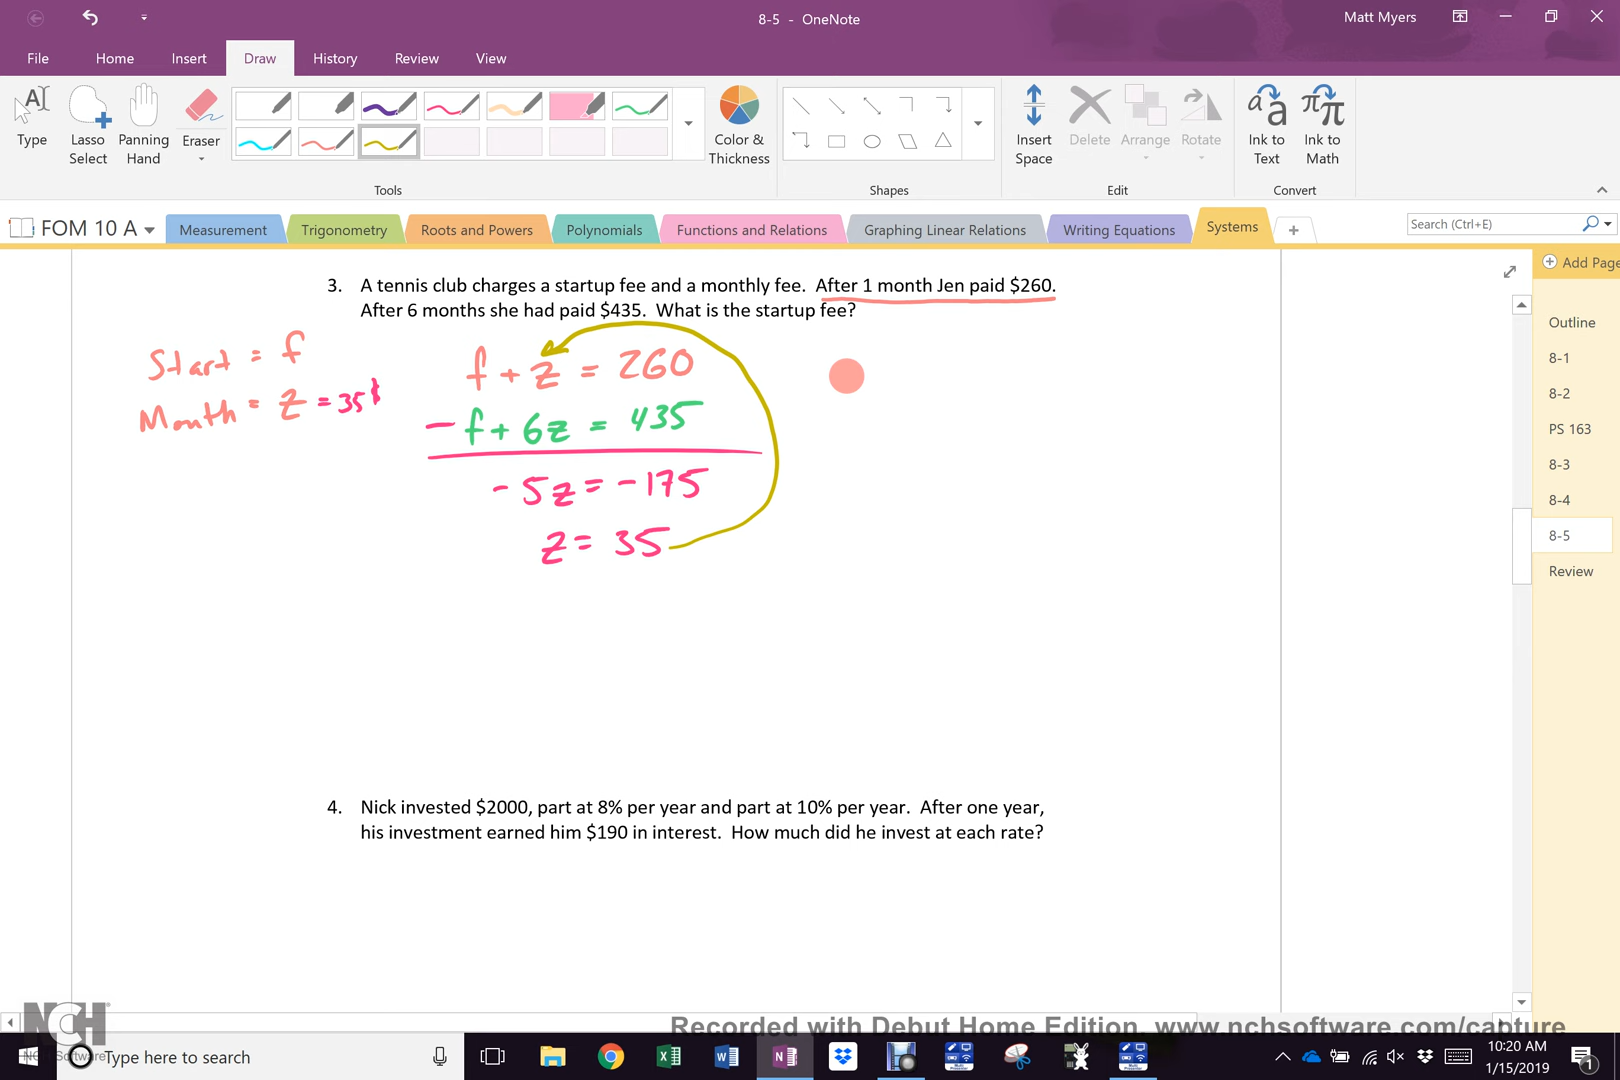 8-5 - OneNote
Matt Myers
File Home Insert Draw History Review View
Type
Lasso Select
Panning Hand
Eraser
Color & Thickness
Insert Space
Delete
Arrange
Rotate
Ink to Text
Ink to Math
Tools
Shapes
Edit
Convert
FOM 10 A
Measurement
Trigonometry
Roots and Powers
Polynomials
Functions and Relations
Graphing Linear Relations
Writing Equations
Systems
Search (Ctrl+E)
Add Page
Outline
8-1
8-2
PS 163
8-3
8-4
8-5
Review
3. A tennis club charges a startup fee and a monthly fee. After 1 month Jen paid $260.
After 6 months she had paid $435. What is the startup fee?
Start = f
Month = z = 35$
f + z = 260
- f + 6z = 435
-5z = -175
z = 35
4. Nick invested $2000, part at 8% per year and part at 10% per year. After one year,
his investment earned him $190 in interest. How much did he invest at each rate?
NCH
NCH Software
Recorded with Debut Home Edition. www.nchsoftware.com/capture
Type here to search
10:20 AM
1/15/2019
1